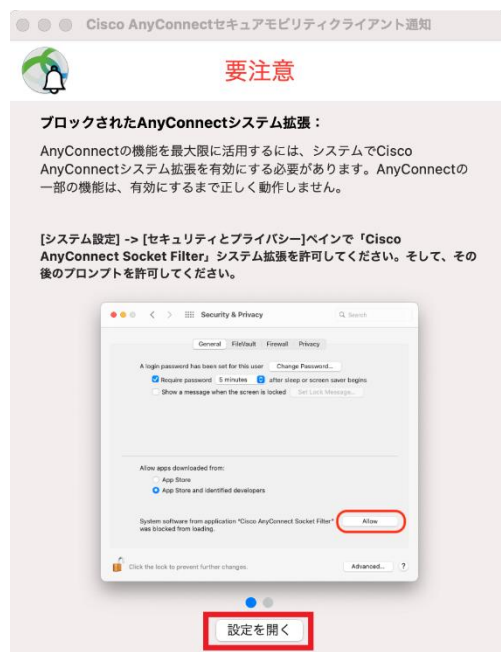 Cisco AnyConnectセキュアモビリティクライアント通知
要注意
ブロックされたAnyConnectシステム拡張：
AnyConnectの機能を最大限に活用するには、システムでCisco
AnyConnectシステム拡張を有効にする必要があります。AnyConnectの
一部の機能は、有効にするまで正しく動作しません。
[システム設定] -> [セキュリティとプライバシー]ペインで「Cisco
AnyConnect Socket Filter」システム拡張を許可してください。そして、その
後のプロンプトを許可してください。
Security & Privacy
Search
General FileVault Firewall Privacy
A login password has been set for this user Change Password...
Require password 5 minutes after sleep or screen saver begins
Show a message when the screen is locked Set Lock Message...
Allow apps downloaded from:
App Store
App Store and identified developers
System software from application "Cisco AnyConnect Socket Filter" Allow
was blocked from loading.
Click the lock to prevent further changes. Advanced... ?
設定を開く